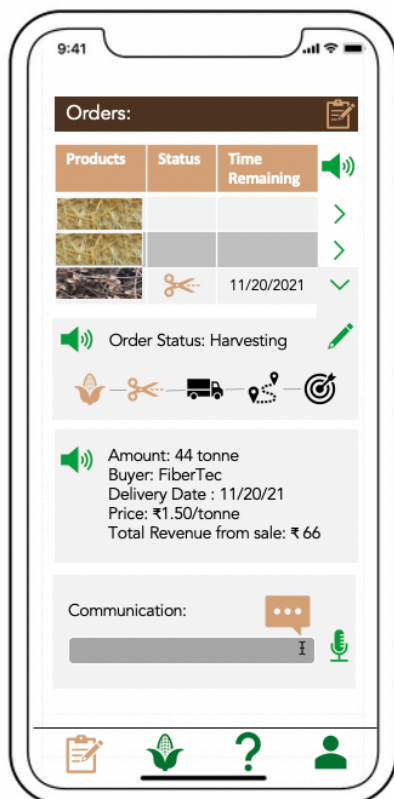 9:41
Orders:
Products Status Time
Remaining
11/20/2021
Order Status: Harvesting
Amount: 44 tonne
Buyer: FiberTec
Delivery Date : 11/20/21
Price: ₹1.50/tonne
Total Revenue from sale: ₹ 66
Communication:
?